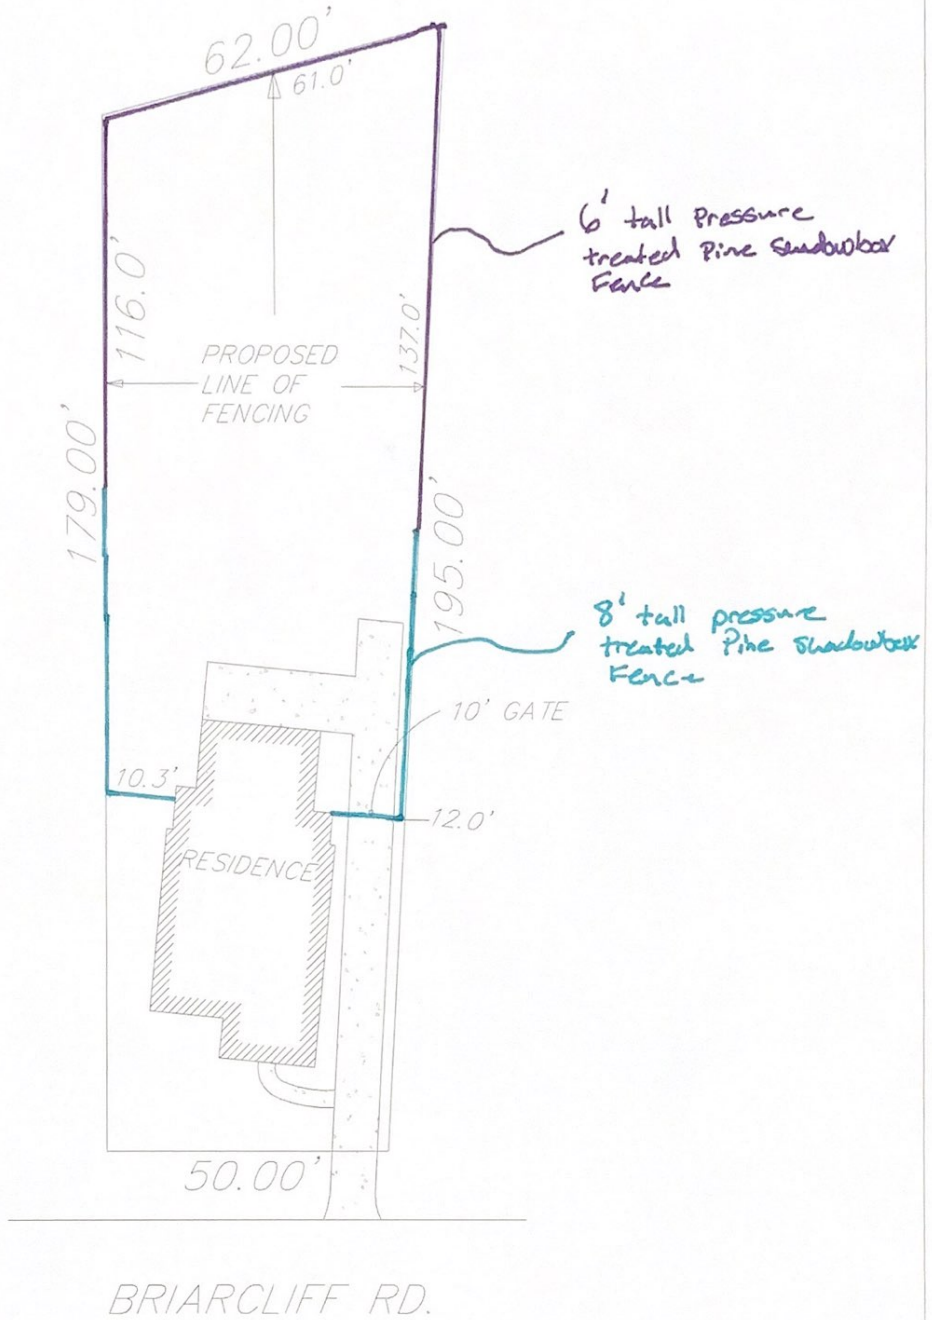 62.00'
61.0'
6' tall Pressure
treated Pine Shadowbox
Fence
116.0'
137.0'
PROPOSED
LINE OF
FENCING
179.00'
195.00'
8' tall pressure
treated Pine Shadowbox
Fence
10' GATE
10.3'
12.0'
RESIDENCE
50.00'
BRIARCLIFF RD.